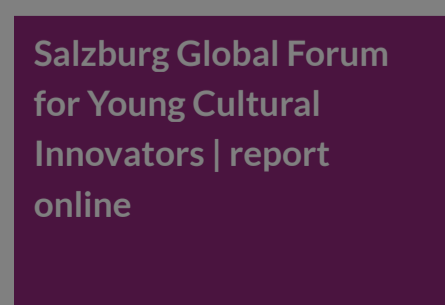 Salzburg Global Forum
for Young Cultural
Innovators | report
online